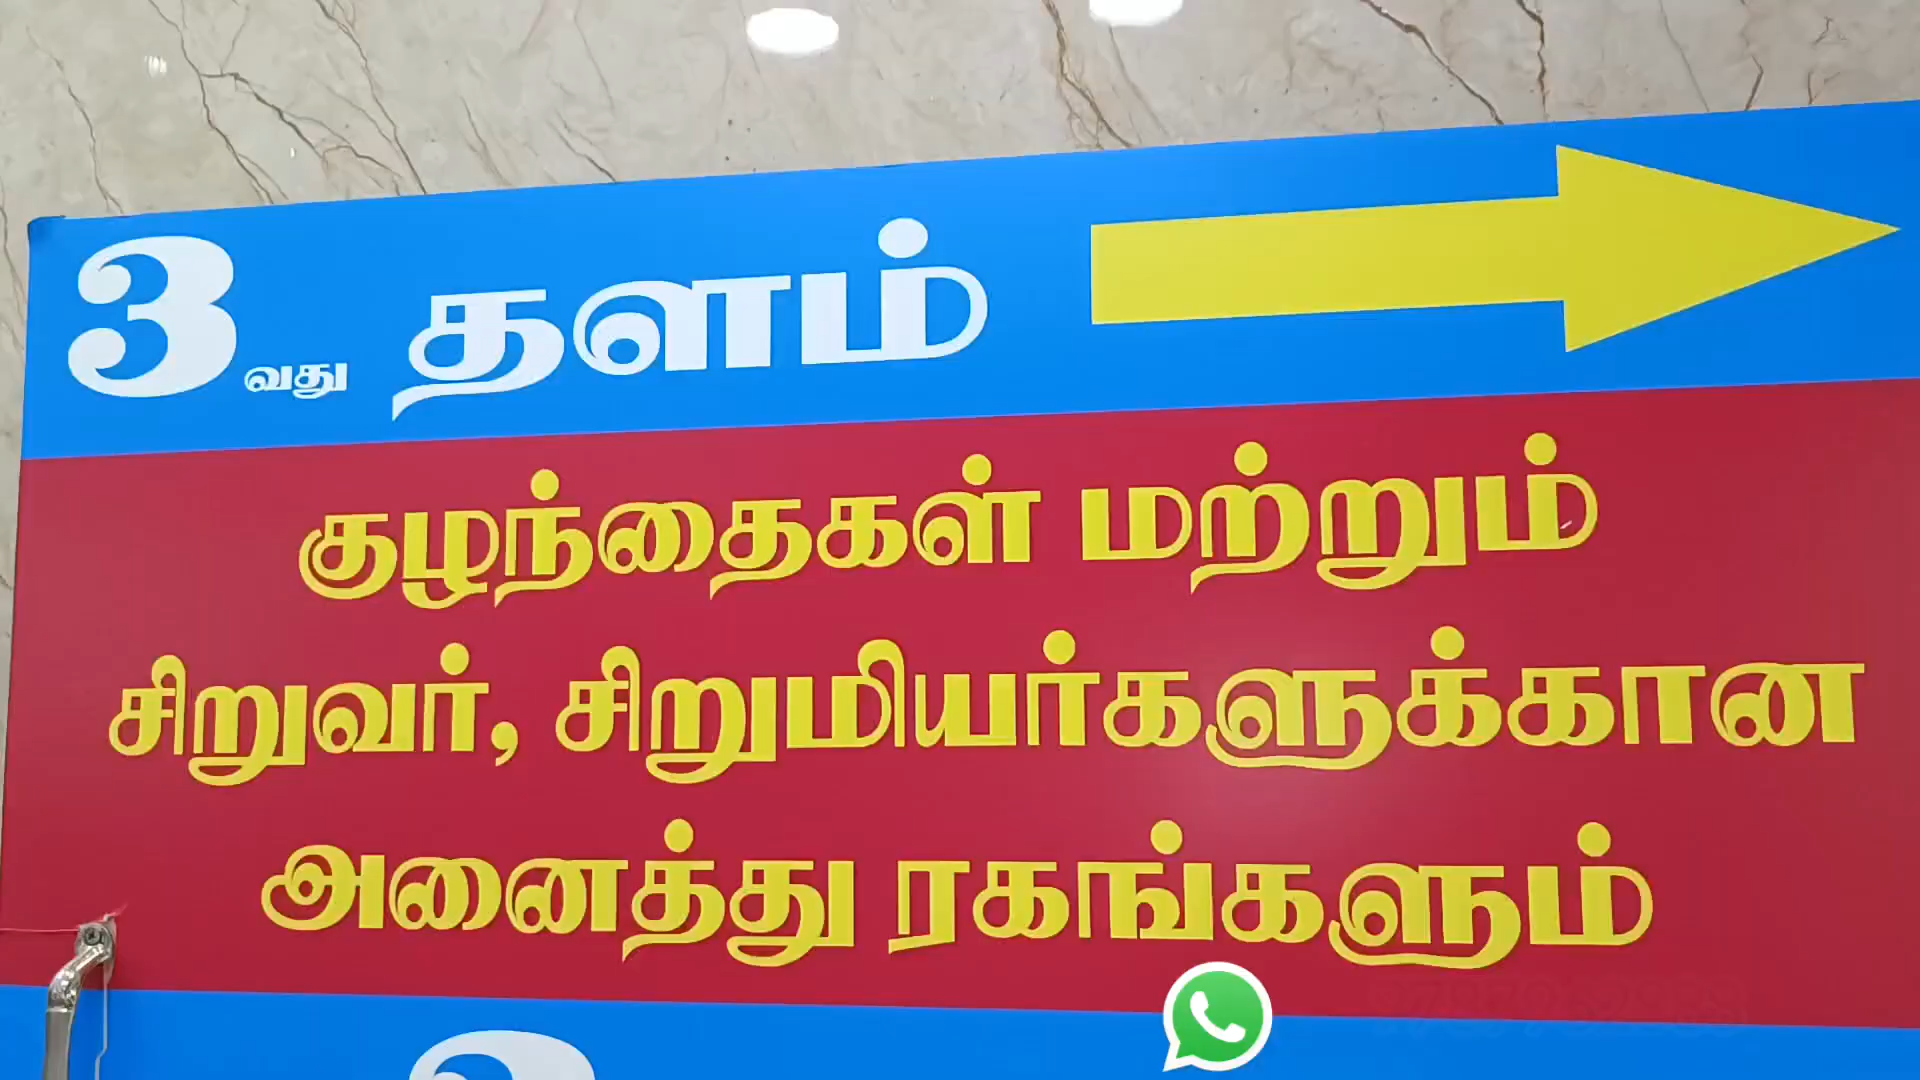 3வது தளம்
குழந்தைகள் மற்றும்
சிறுவர், சிறுமியர்களுக்கான
அனைத்து ரகங்களும்